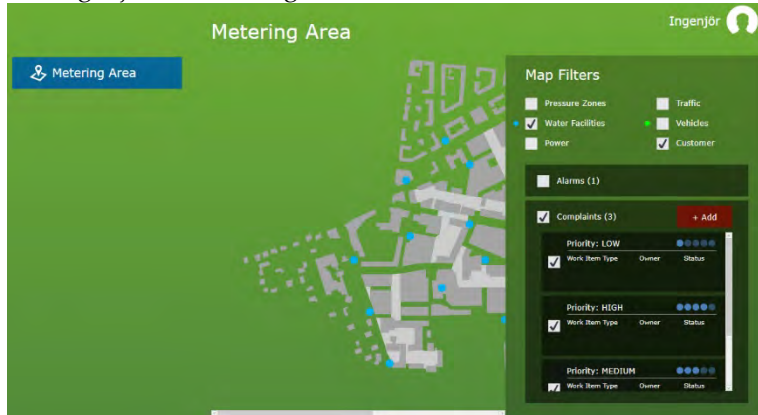 Ingenjör
Metering Area
Metering Area
Map Filters
Pressure Zones
Traffic
Water Facilities
Vehicles
Power
Customer
Alarms (1)
Complaints (3)
+ Add
Priority: LOW
Work Item Type Owner Status
Priority: HIGH
Work Item Type Owner Status
Priority: MEDIUM
Work Item Type Owner Status